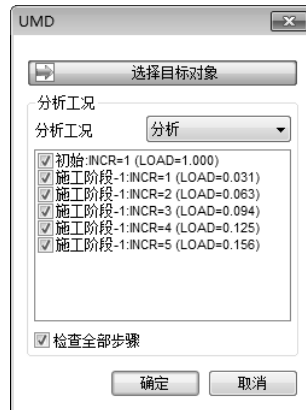 UMD
选择目标对象
分析工况
分析工况 分析
初始:INCR=1 (LOAD=1.000)
施工阶段-1:INCR=1 (LOAD=0.031)
施工阶段-1:INCR=2 (LOAD=0.063)
施工阶段-1:INCR=3 (LOAD=0.094)
施工阶段-1:INCR=4 (LOAD=0.125)
施工阶段-1:INCR=5 (LOAD=0.156)
检查全部步骤
确定 取消